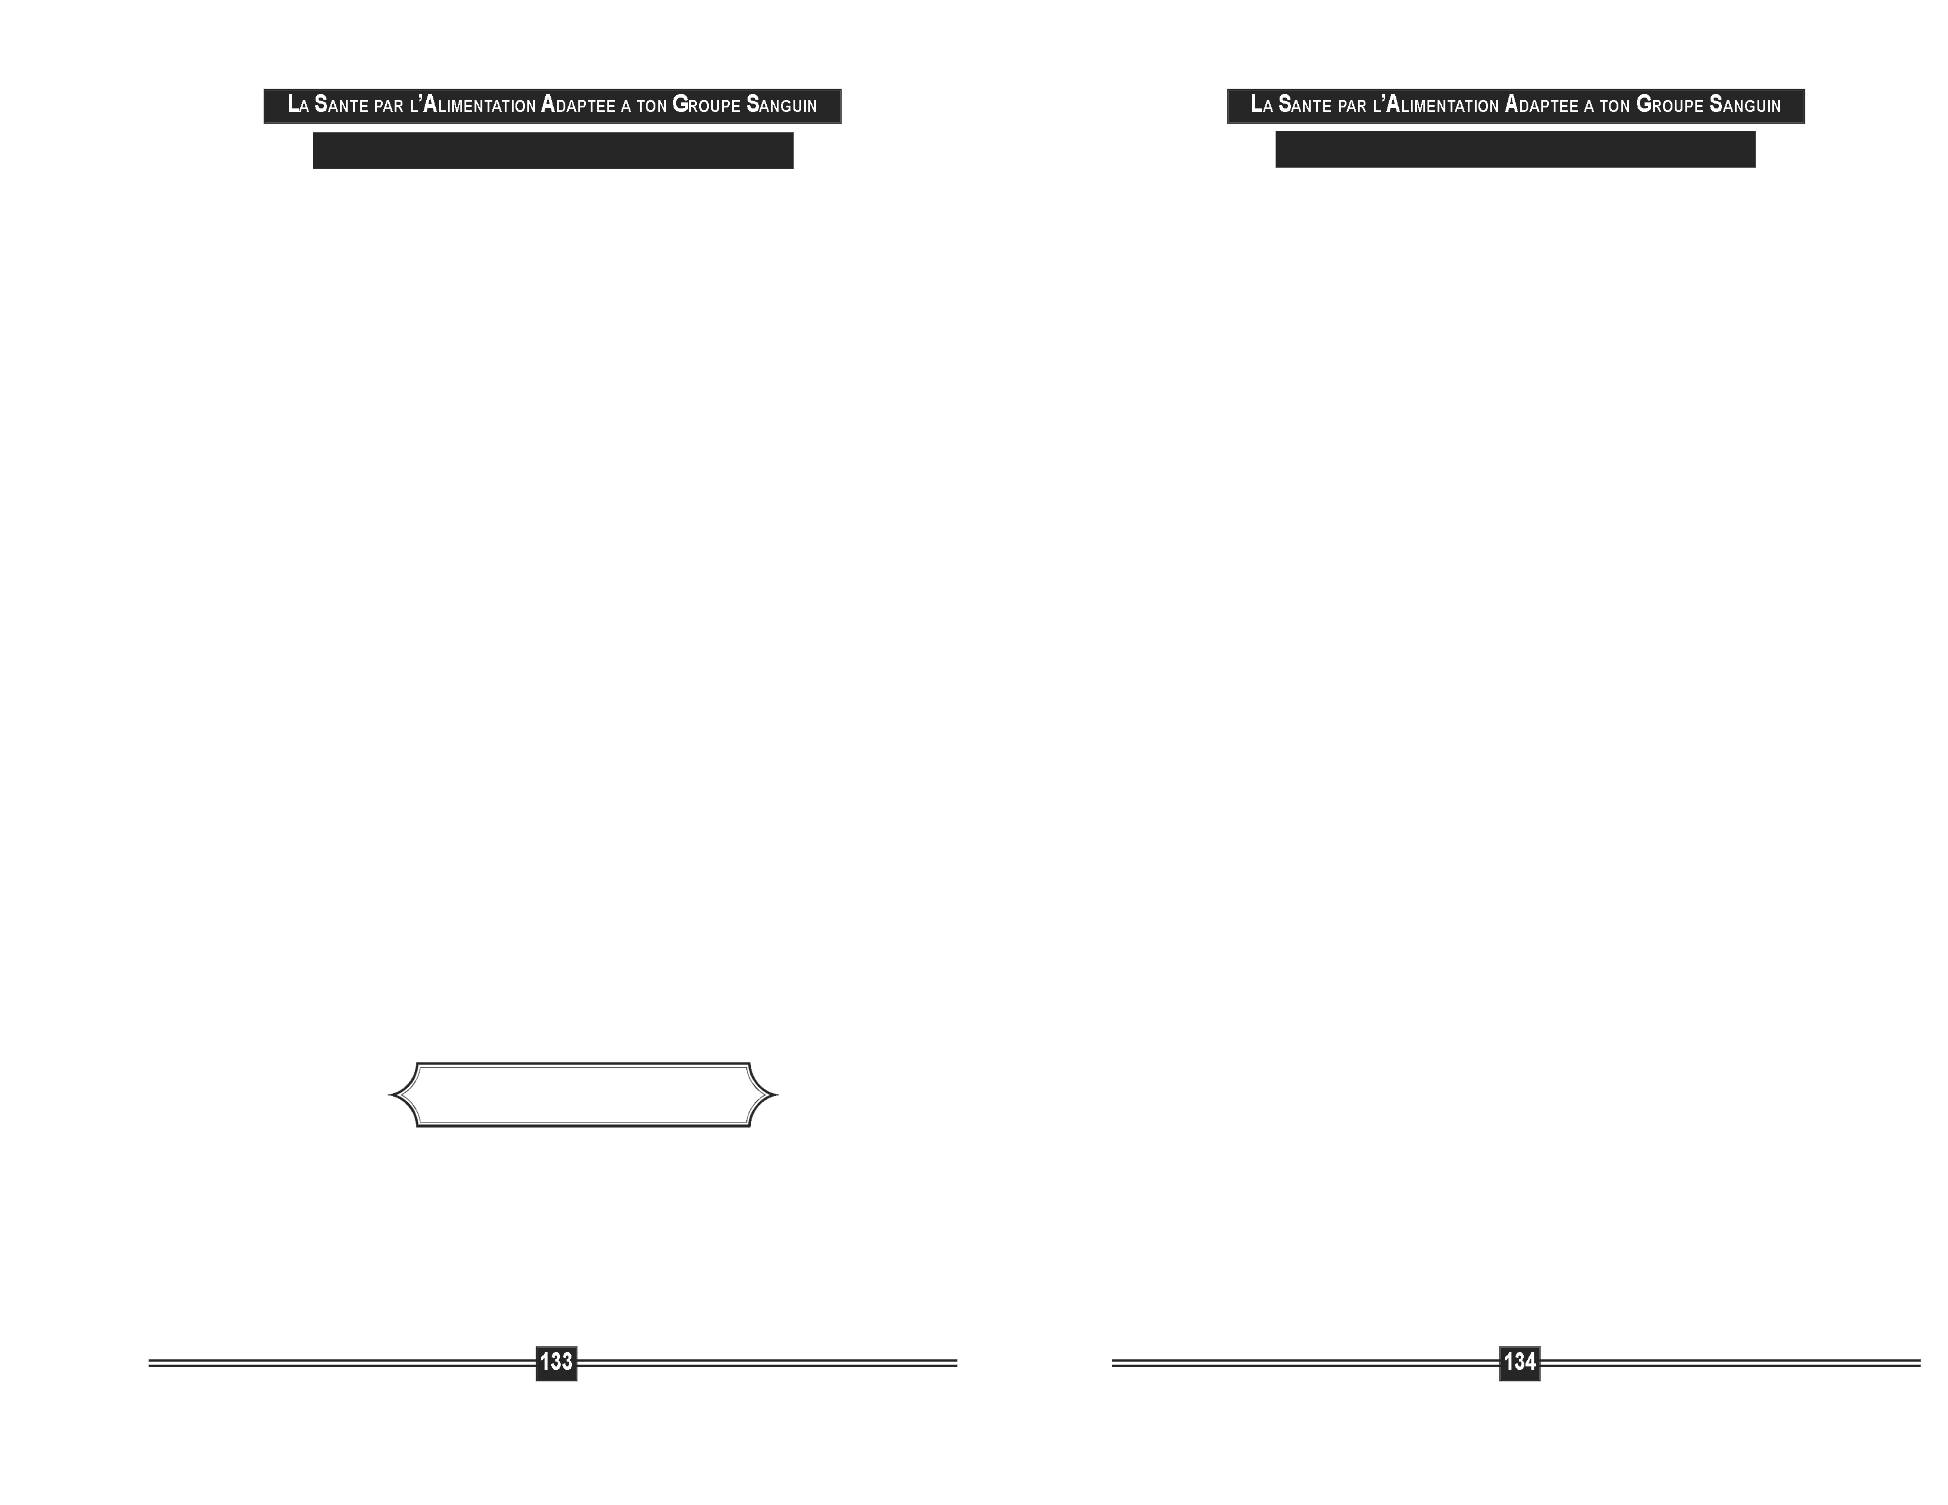 LA SANTE PAR L'ALIMENTATION ADAPTEE A TON GROUPE SANGUIN
133
LA SANTE PAR L'ALIMENTATION ADAPTEE A TON GROUPE SANGUIN
134